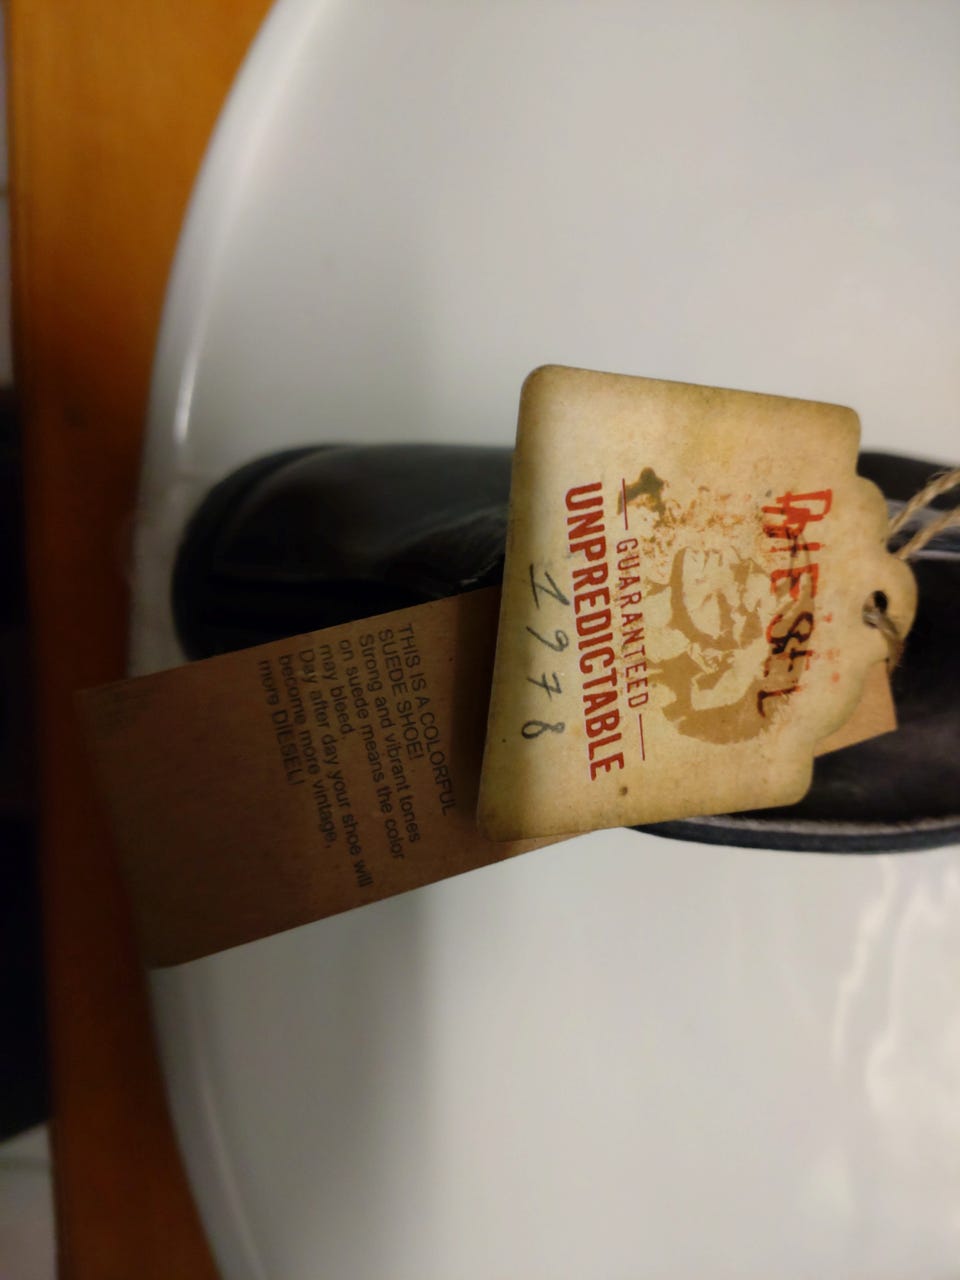 DIESEL
GUARANTEED
UNPREDICTABLE
1978
THIS IS A COLORFUL
SUEDE SHOE!
Strong and vibrant tones
on suede means the color
may bleed.
Day after day your shoe will
become more vintage,
more DIESEL!